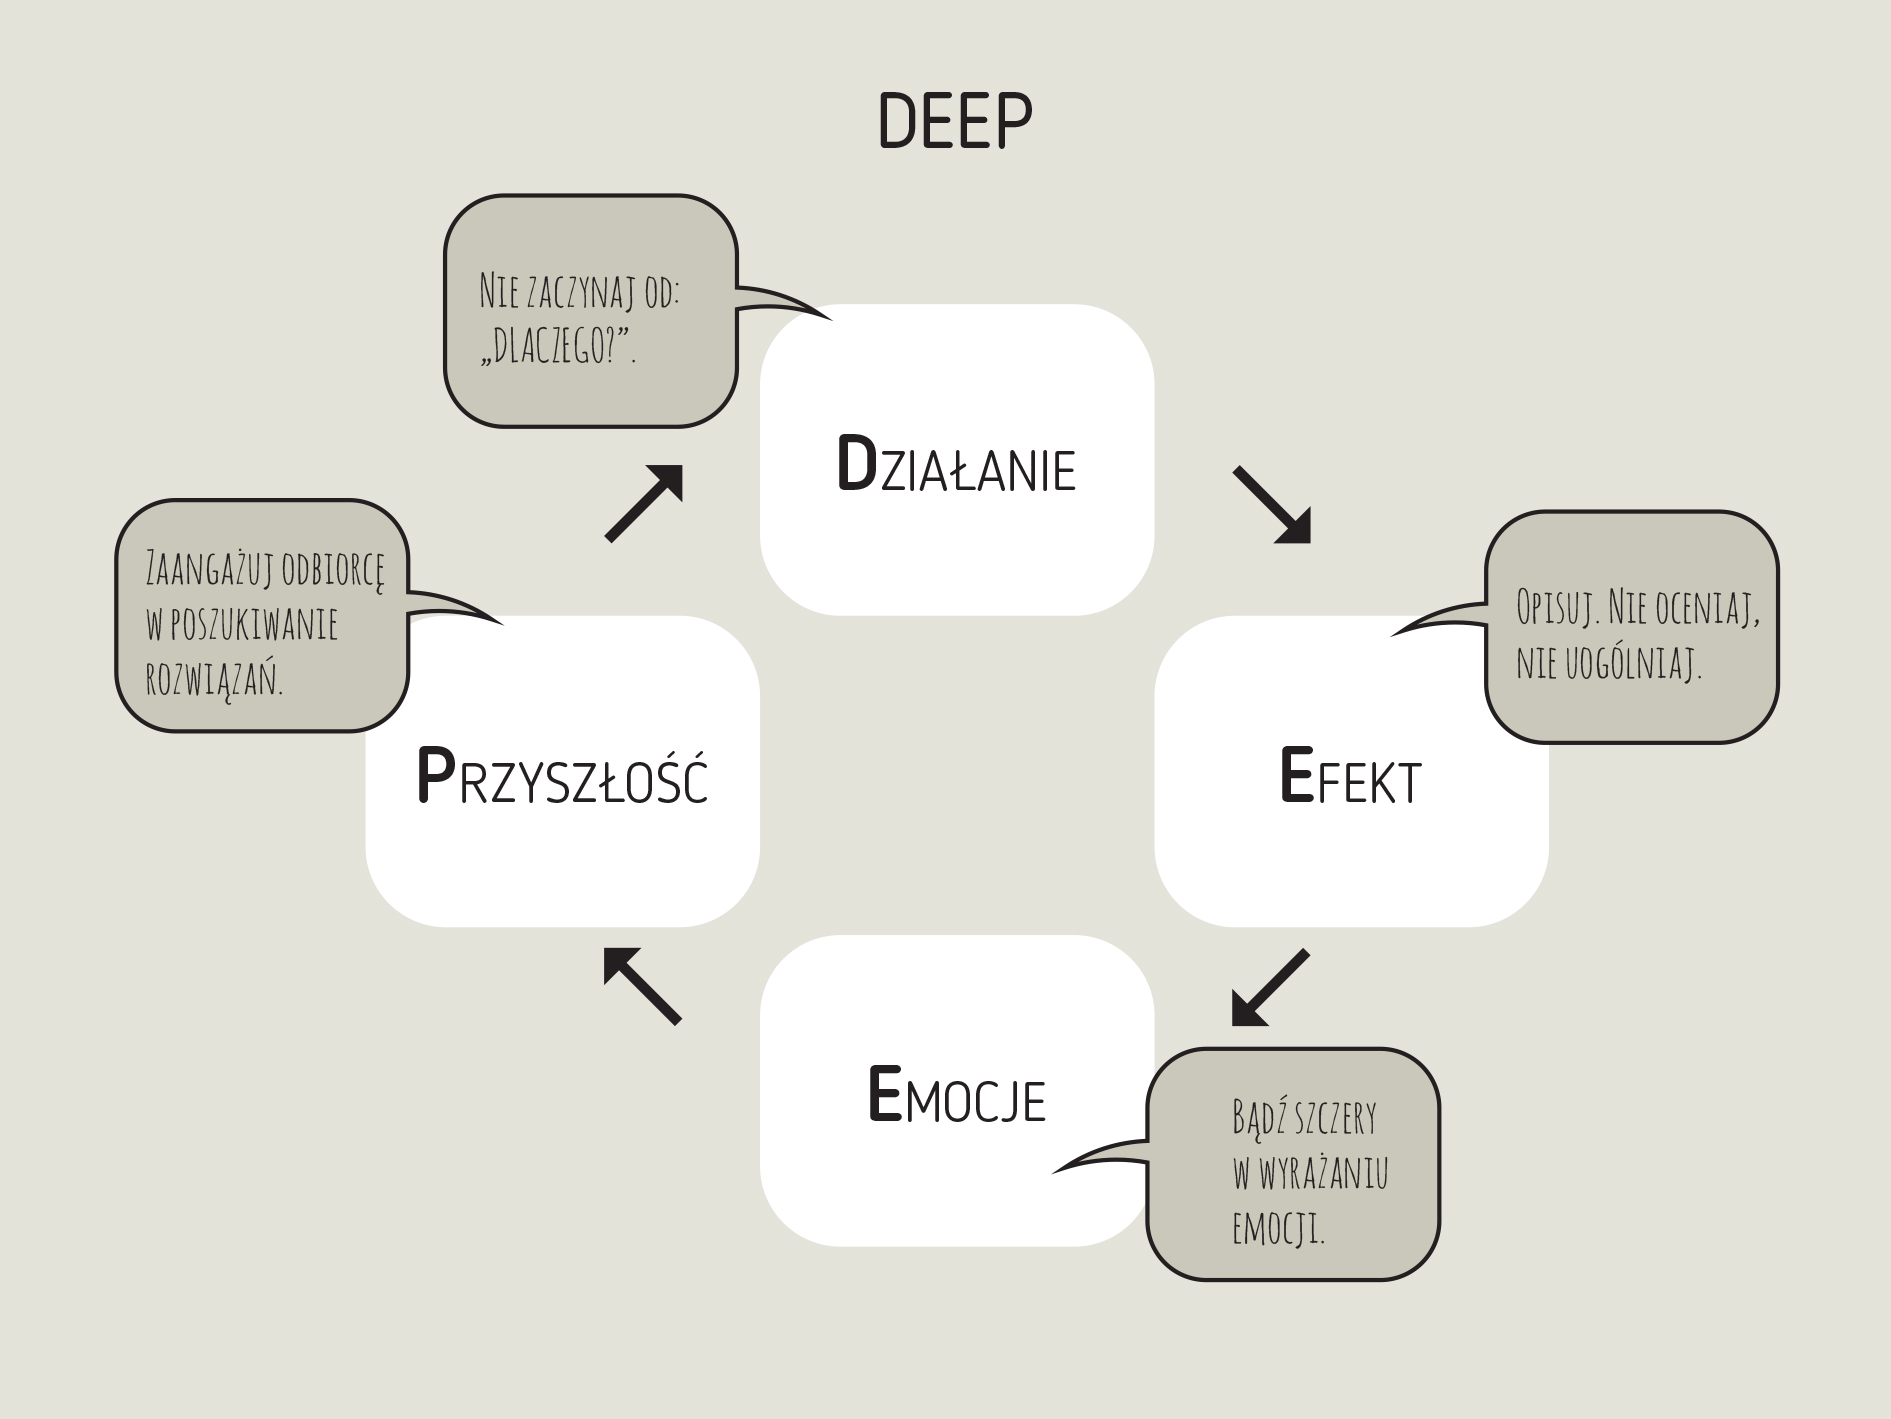 DEEP
Nie zaczynaj od:
„dlaczego?”.
Działanie
Zaangażuj odbiorcę
w poszukiwanie
rozwiązań.
Opisuj. Nie oceniaj,
nie uogólniaj.
Przyszłość
Efekt
Emocje
Bądź szczery
w wyrażaniu
emocji.